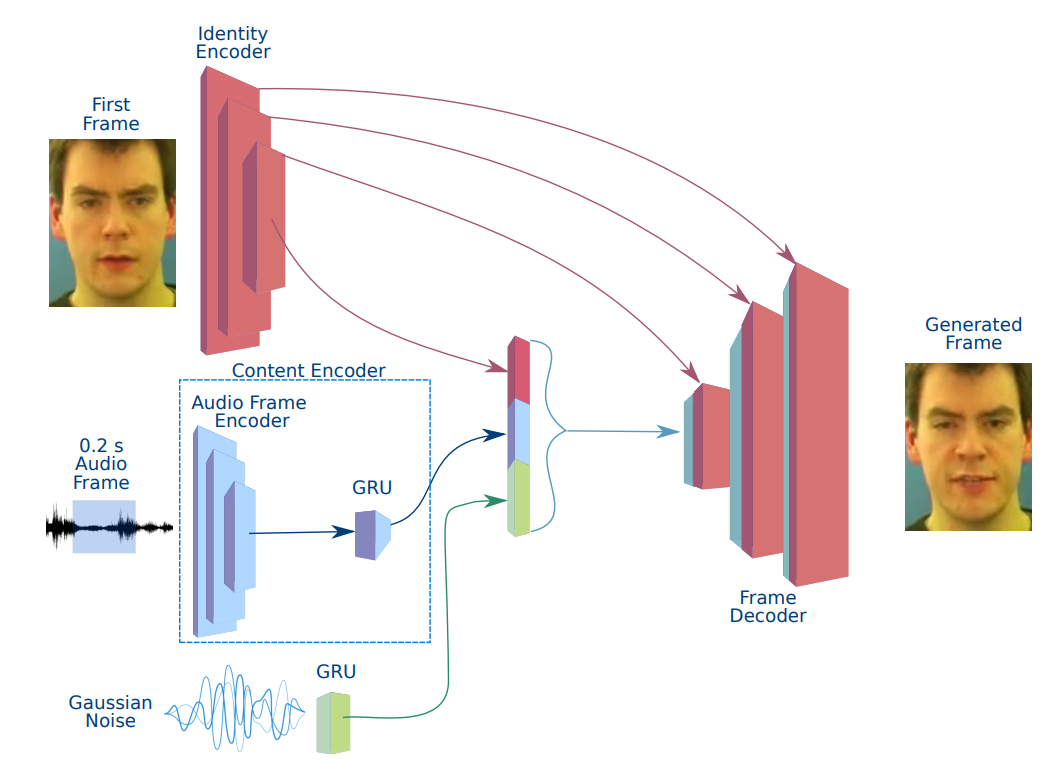 Identity
Encoder
First
Frame
Content Encoder
Audio Frame
Encoder
0.2 s
Audio
Frame
GRU
Generated
Frame
Frame
Decoder
GRU
Gaussian
Noise